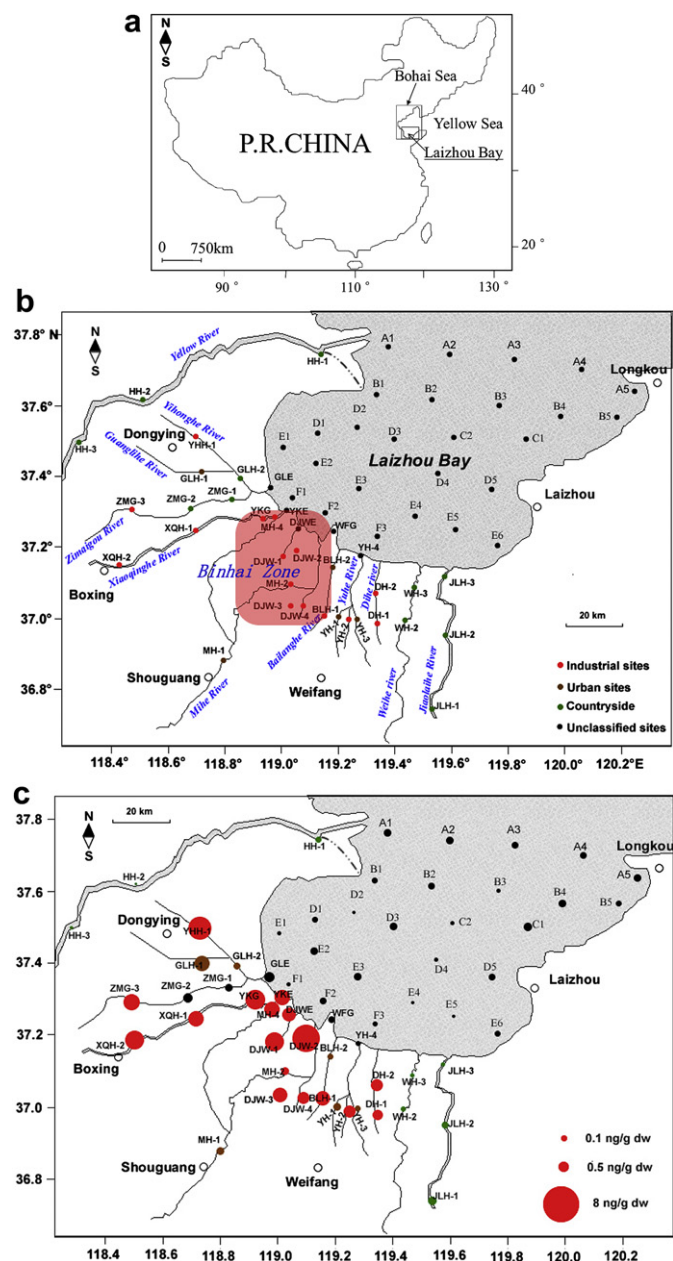 a
N
S
Bohai Sea
40°
Yellow Sea
P.R.CHINA
Laizhou Bay
0 750km
20°
90° 110° 130°
b
37.8° N
37.6°
37.4°
37.2°
37.0°
36.8°
N
S
Yellow River
HH-1
HH-2
HH-3
Yihonghe River
Dongying
YHH-1
Guanglihe River
GLH-1
GLH-2
GLE
ZMG-1
ZMG-2
ZMG-3
Zimaigou River
XQH-1
XQH-2
Xiaoqinghe River
Boxing
YKG
YKE
MH-4
DJWE
WFG
DJW-1
DJW-2
BLH-2
Binhai Zone
MH-2
DJW-3
DJW-4
BLH-1
Bailanghe River
MH-1
Shouguang
Mihe River
Weifang
YH-1
YH-2
YH-3
YH-4
Yuhe River
Dihe river
DH-2
DH-1
WH-3
WH-2
Weihe river
JLH-3
JLH-2
JLH-1
Jiaolaihe River
A1
A2
A3
A4
A5
Longkou
B1
B2
B3
B4
B5
D2
D1
D3
C2
C1
E1
E2
E3
D4
D5
Laizhou Bay
F1
F2
F3
E4
E5
E6
Laizhou
20 km
Industrial sites
Urban sites
Countryside
Unclassified sites
118.4° 118.6° 118.8° 119.0° 119.2° 119.4° 119.6° 119.8° 120.0° 120.2°E
c
20 km
37.8
37.6
37.4
37.2
37.0
36.8
N
S
HH-1
HH-2
HH-3
Dongying
YHH-1
GLH-1
GLH-2
GLE
ZMG-1
ZMG-2
ZMG-3
XQH-1
XQH-2
Boxing
YKG
YKE
MH-4
DJWE
WFG
DJW-1
DJW-2
BLH-2
MH-2
DJW-3
DJW-4
BLH-1
MH-1
Shouguang
Weifang
YH-1
YH-2
YH-3
YH-4
DH-2
DH-1
WH-3
WH-2
JLH-3
JLH-2
JLH-1
A1
A2
A3
A4
A5
Longkou
B1
B2
B3
B4
B5
D2
D1
D3
C2
C1
E1
E2
E3
D4
D5
F1
F2
F3
E4
E5
E6
Laizhou
0.1 ng/g dw
0.5 ng/g dw
8 ng/g dw
118.4 118.6 118.8 119.0 119.2 119.4 119.6 119.8 120.0 120.2